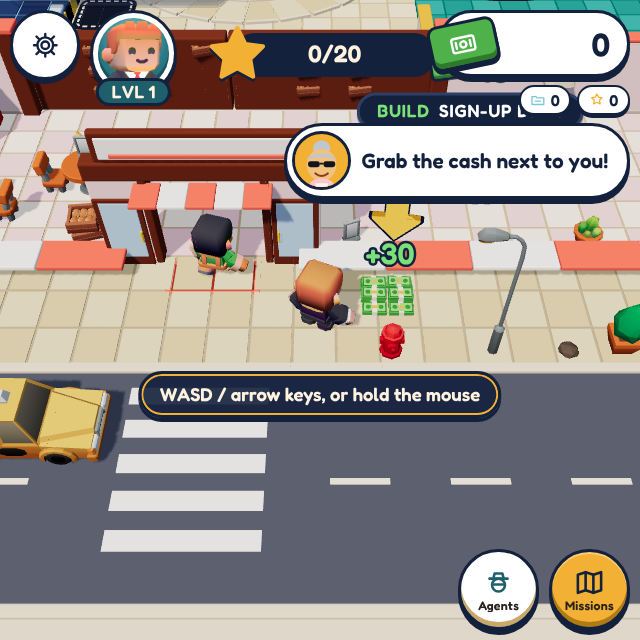 0/20
0
LVL 1
BUILD SIGN-UP
0
0
Grab the cash next to you!
+30
WASD / arrow keys, or hold the mouse
Agents
Missions